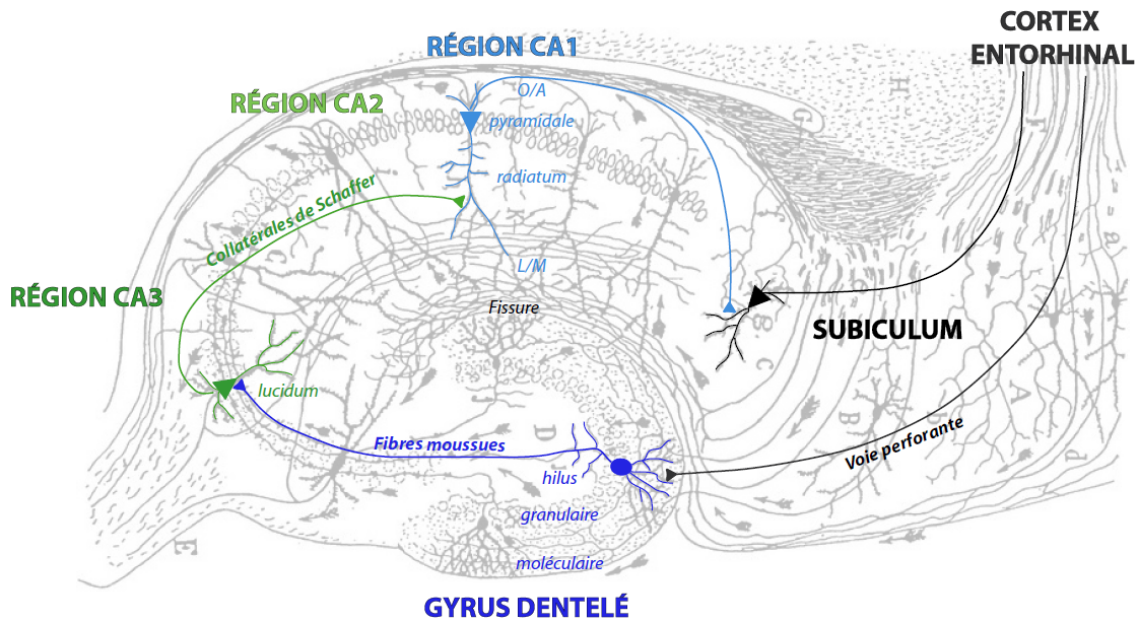 CORTEX
ENTORHINAL
RÉGION CA1
O/A
RÉGION CA2
pyramidale
radiatum
Collatérales de Schaffer
L/M
RÉGION CA3
Fissure
SUBICULUM
lucidum
Fibres moussues
Voie perforante
hilus
granulaire
moléculaire
GYRUS DENTELÉ
H
G
F
a
g
c
A
B
d
D
E